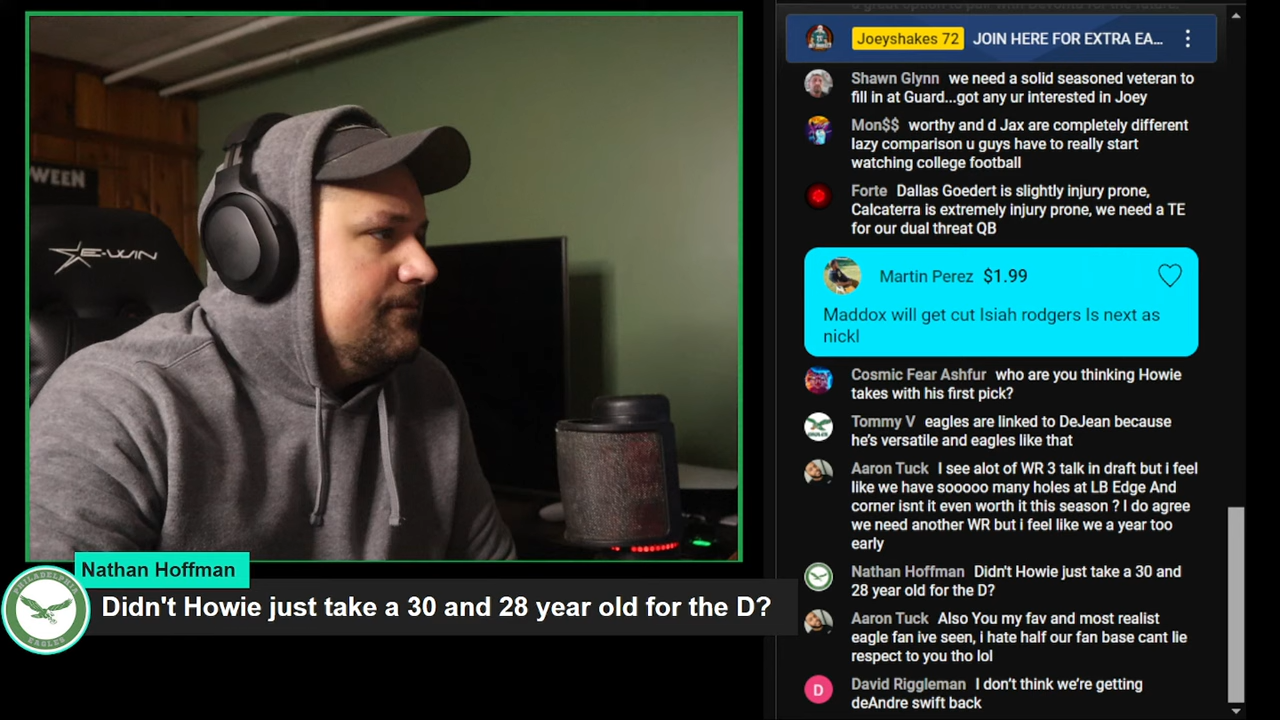 WEEN
E-WIN
Nathan Hoffman
PHILADELPHIA
EAGLES
Didn't Howie just take a 30 and 28 year old for the D?
Joeyshakes 72 JOIN HERE FOR EXTRA EA...
Shawn Glynn we need a solid seasoned veteran to
fill in at Guard...got any ur interested in Joey
Mon$$ worthy and d Jax are completely different
lazy comparison u guys have to really start
watching college football
Forte Dallas Goedert is slightly injury prone,
Calcaterra is extremely injury prone, we need a TE
for our dual threat QB
Martin Perez $1.99
Maddox will get cut Isiah rodgers Is next as
nickl
Cosmic Fear Ashfur who are you thinking Howie
takes with his first pick?
Tommy V eagles are linked to DeJean because
he's versatile and eagles like that
Aaron Tuck I see alot of WR 3 talk in draft but i feel
like we have sooooo many holes at LB Edge And
corner isnt it even worth it this season ? I do agree
we need another WR but i feel like we a year too
early
Nathan Hoffman Didn't Howie just take a 30 and
28 year old for the D?
Aaron Tuck Also You my fav and most realist
eagle fan ive seen, i hate half our fan base cant lie
respect to you tho lol
D
David Riggleman I don't think we're getting
deAndre swift back